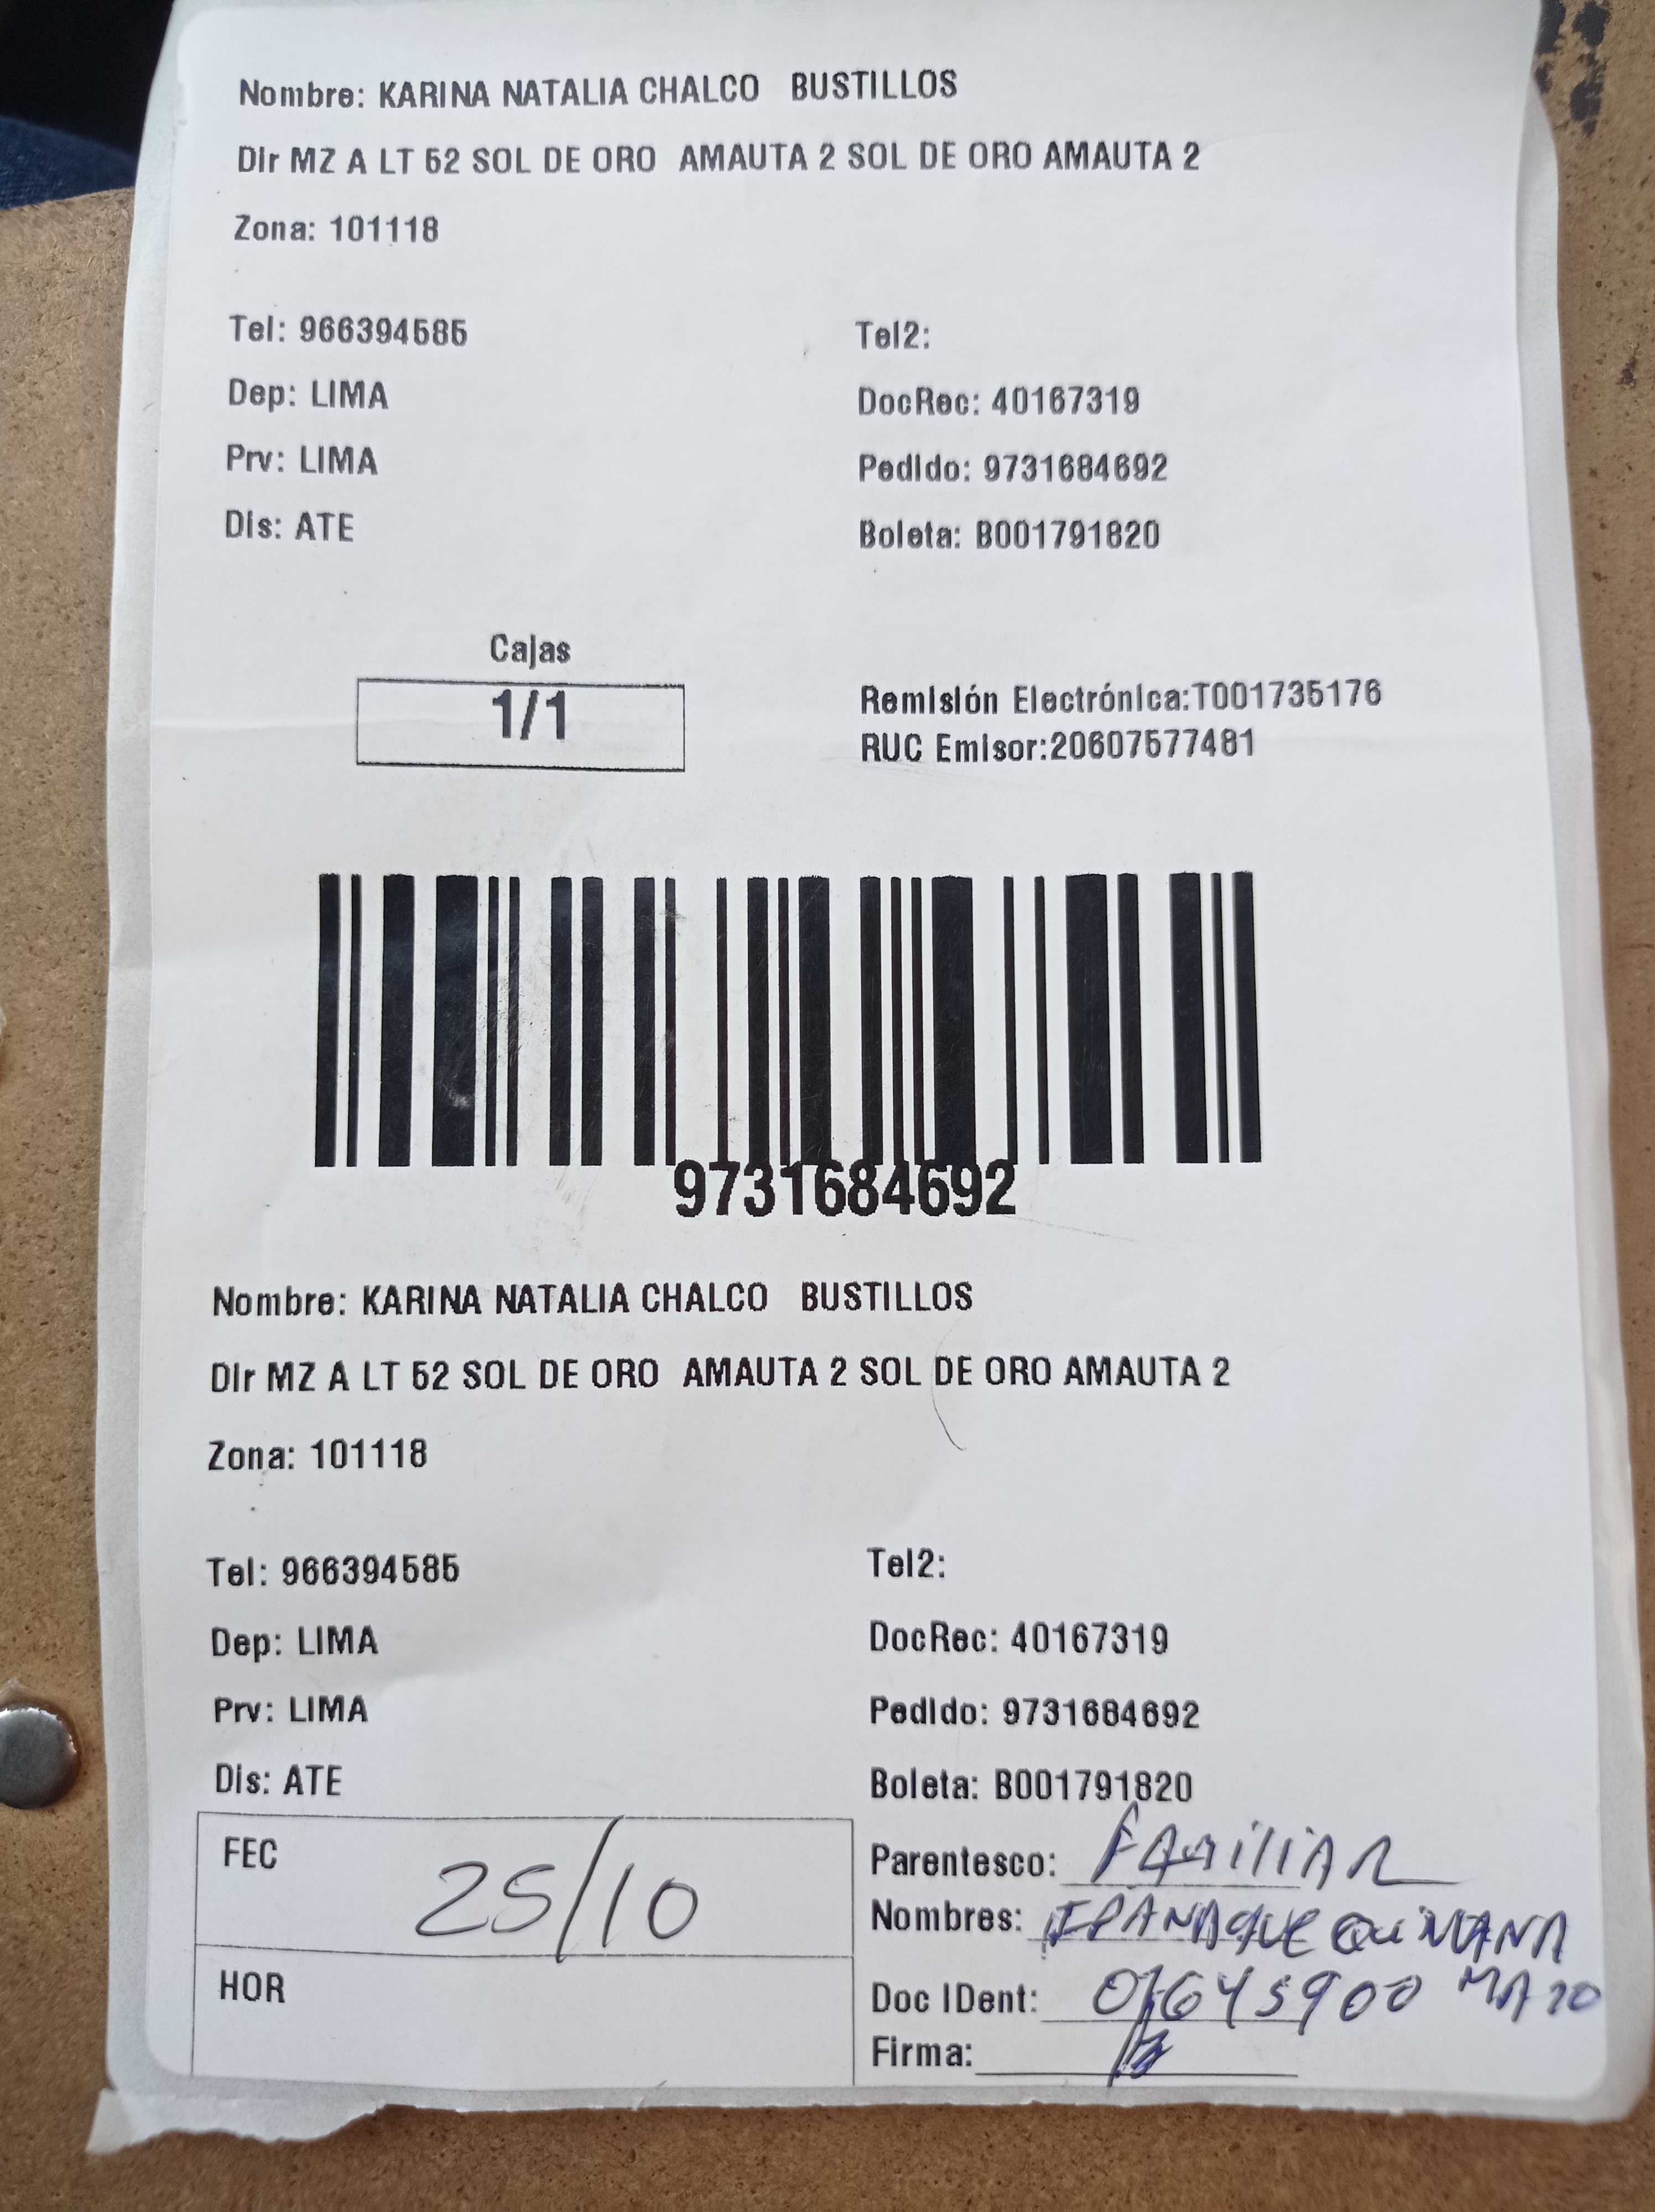 Nombre: KARINA NATALIA CHALCO BUSTILLOS
Dir MZ A LT 52 SOL DE ORO AMAUTA 2 SOL DE ORO AMAUTA 2
Zona: 101118
Tel: 966394585 Tel2:
Dep: LIMA DocRec: 40167319
Prv: LIMA Pedido: 9731684692
Dis: ATE Boleta: B001791820
Cajas
1/1
Remisión Electrónica:T001735176
RUC Emisor:20607577481
9731684692
Nombre: KARINA NATALIA CHALCO BUSTILLOS
Dir MZ A LT 52 SOL DE ORO AMAUTA 2 SOL DE ORO AMAUTA 2
Zona: 101118
Tel: 966394585 Tel2:
Dep: LIMA DocRec: 40167319
Prv: LIMA Pedido: 9731684692
Dis: ATE Boleta: B001791820
FEC 25/10
HOR
Parentesco: FAMILIAR
Nombres: IPANAQUE
Doc IDent:
Firma: